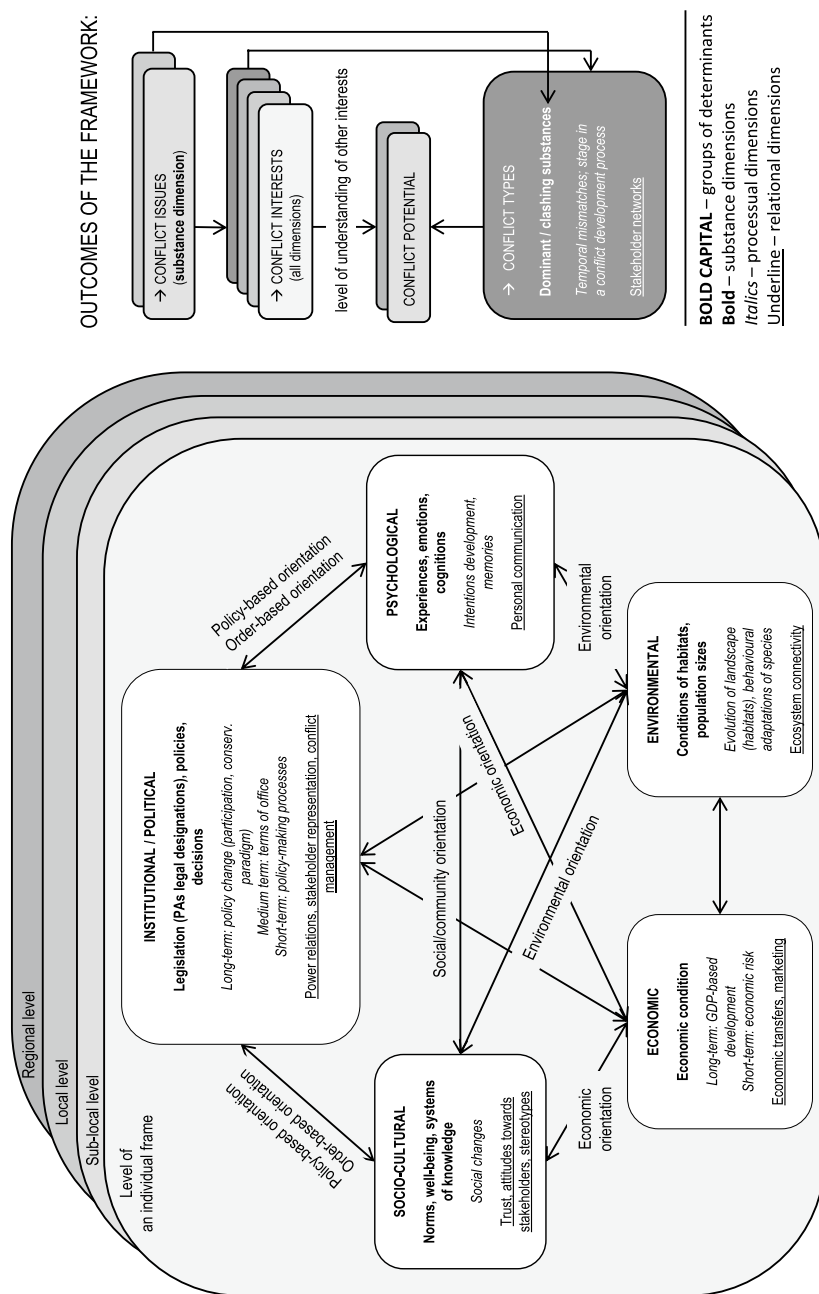 Regional level
Local level
Sub-local level
Level of
an individual frame
Policy-based orientation
Order-based orientation
INSTITUTIONAL / POLITICAL
Legislation (PAs legal designations), policies,
decisions
Long-term: policy change (participation, conserv.
paradigm)
Medium term: terms of office
Short-term: policy-making processes
Power relations, stakeholder representation, conflict
management
Policy-based orientation
Order-based orientation
SOCIO-CULTURAL
Norms, well-being, systems
of knowledge
Social changes
Trust, attitudes towards
stakeholders, stereotypes
Social/community orientation
Economic orientation
Environmental orientation
PSYCHOLOGICAL
Experiences, emotions,
cognitions
Intentions development,
memories
Personal communication
Economic
orientation
Environmental
orientation
ECONOMIC
Economic condition
Long-term: GDP-based
development
Short-term: economic risk
Economic transfers, marketing
ENVIRONMENTAL
Conditions of habitats,
population sizes
Evolution of landscape
(habitats), behavioural
adaptations of species
Ecosystem connectivity
OUTCOMES OF THE FRAMEWORK:
→ CONFLICT ISSUES
(substance dimension)
→ CONFLICT INTERESTS
(all dimensions)
level of understanding of other interests
CONFLICT POTENTIAL
→ CONFLICT TYPES
Dominant / clashing substances
Temporal mismatches; stage in
a conflict development process
Stakeholder networks
BOLD CAPITAL – groups of determinants
Bold – substance dimensions
Italics – processual dimensions
Underline – relational dimensions